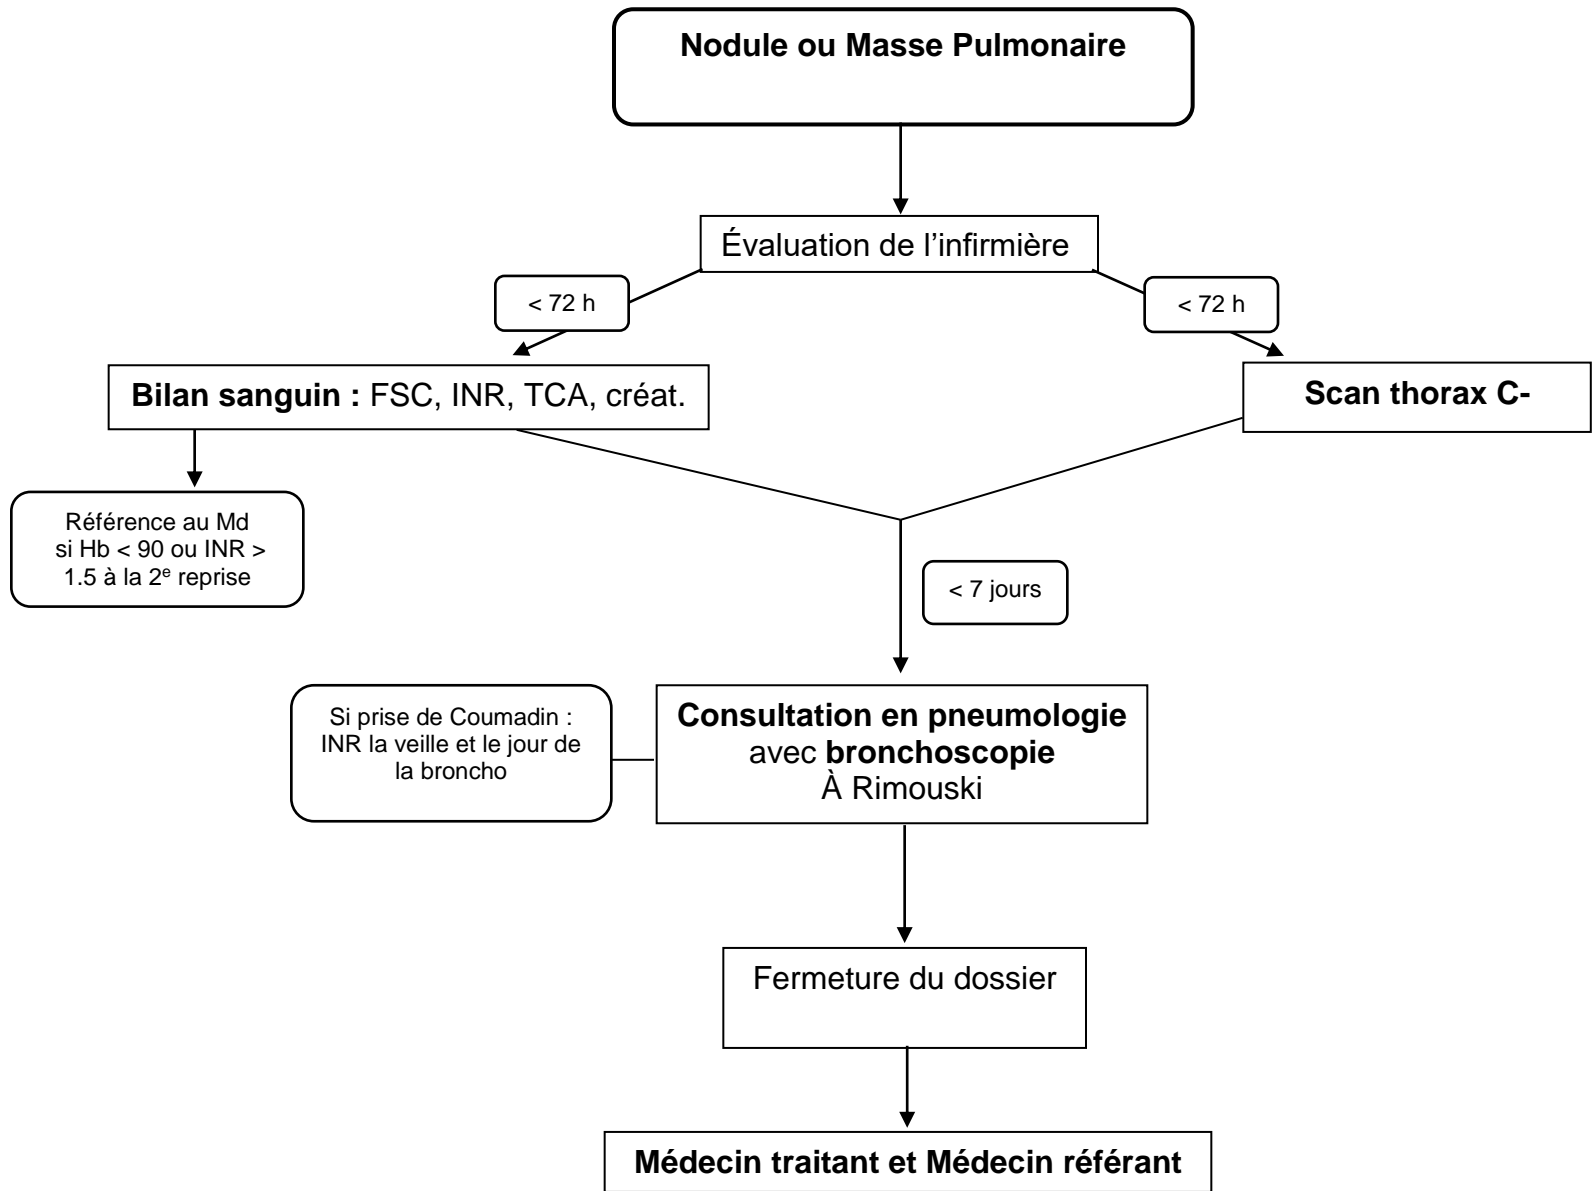 Nodule ou Masse Pulmonaire
Évaluation de l’infirmière
< 72 h
< 72 h
Bilan sanguin : FSC, INR, TCA, créat.
Scan thorax C-
Référence au Md
si Hb < 90 ou INR >
1.5 à la 2e reprise
< 7 jours
Si prise de Coumadin :
INR la veille et le jour de
la broncho
Consultation en pneumologie
avec bronchoscopie
À Rimouski
Fermeture du dossier
Médecin traitant et Médecin référant